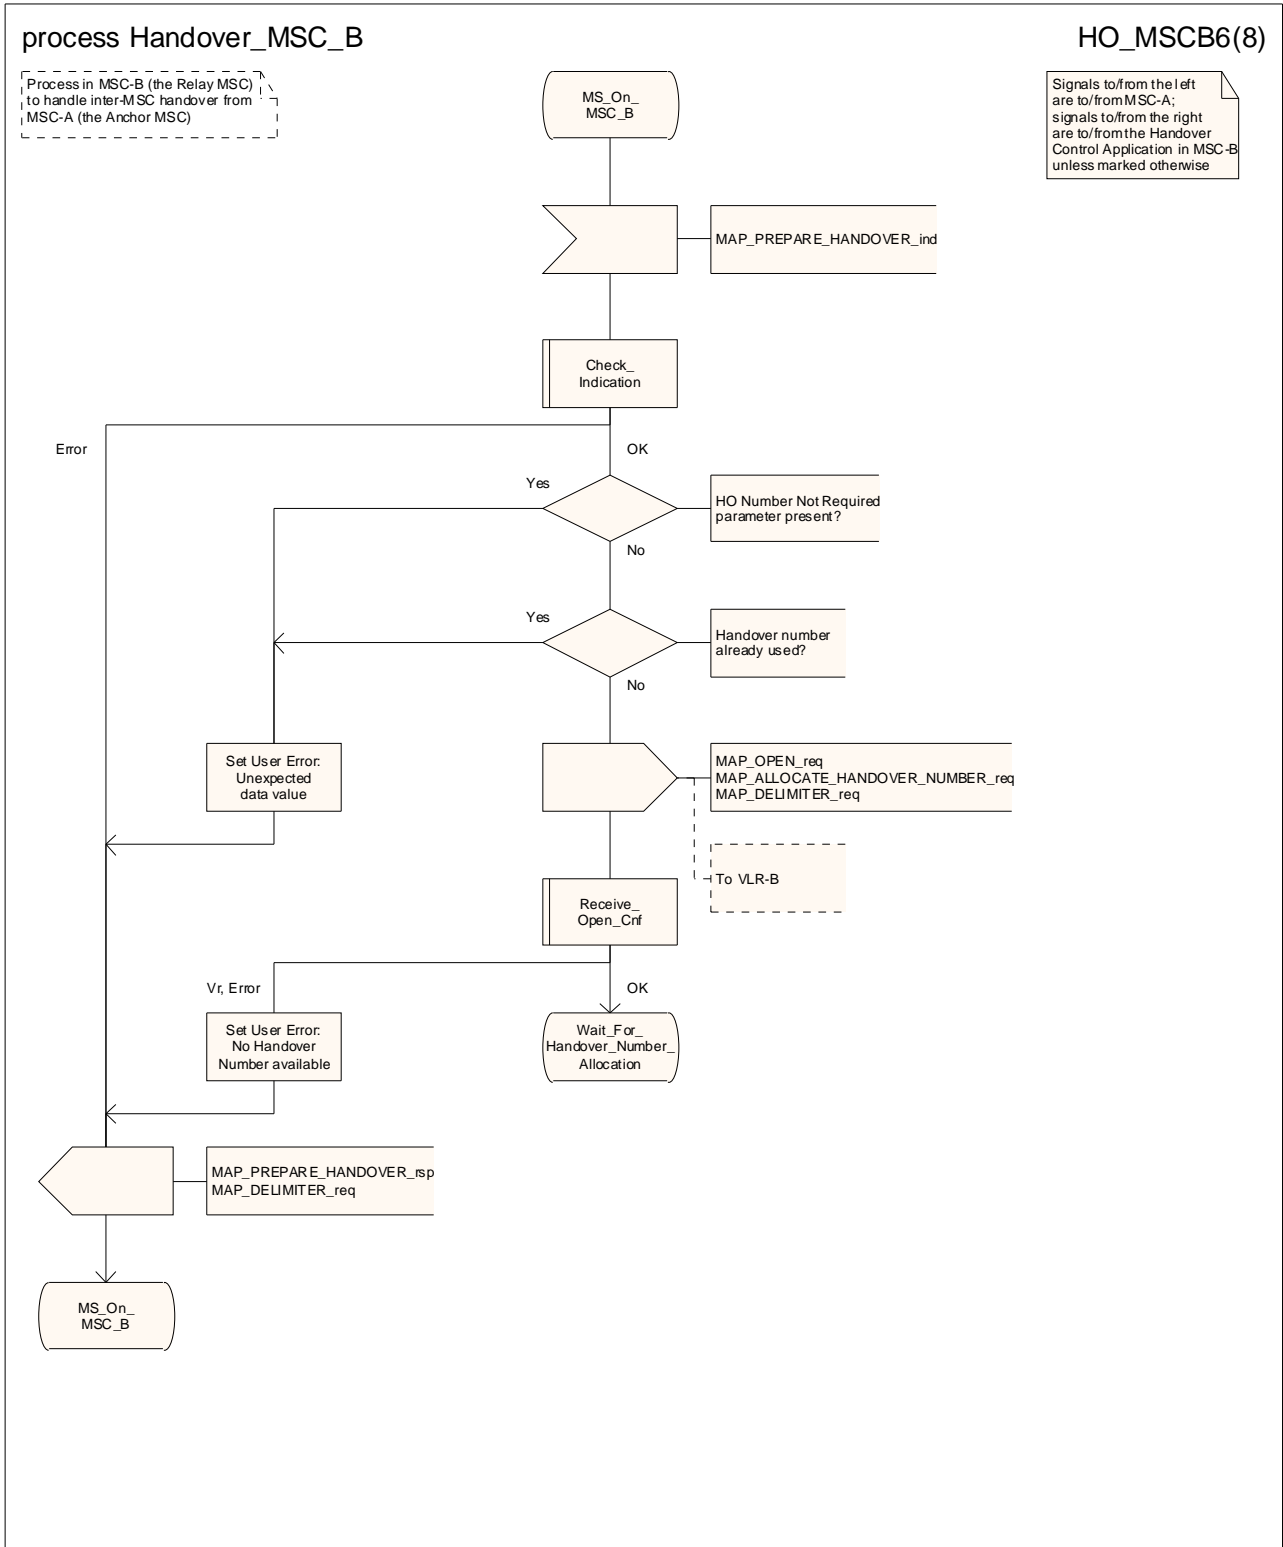 process Handover_MSC_B
HO_MSCB6(8)
Process in MSC-B (the Relay MSC)
to handle inter-MSC handover from
MSC-A (the Anchor MSC)
MS_On_
MSC_B
Signals to/from the left
are to/from MSC-A;
signals to/from the right
are to/from the Handover
Control Application in MSC-B
unless marked otherwise
MAP_PREPARE_HANDOVER_ind
Check_
Indication
Error
OK
Yes
HO Number Not Required
parameter present?
No
Yes
Handover number
already used?
No
Set User Error:
Unexpected
data value
MAP_OPEN_req
MAP_ALLOCATE_HANDOVER_NUMBER_req
MAP_DELIMITER_req
To VLR-B
Receive_
Open_Cnf
Vr, Error
OK
Set User Error:
No Handover
Number available
Wait_For_
Handover_Number_
Allocation
MAP_PREPARE_HANDOVER_rsp
MAP_DELIMITER_req
MS_On_
MSC_B